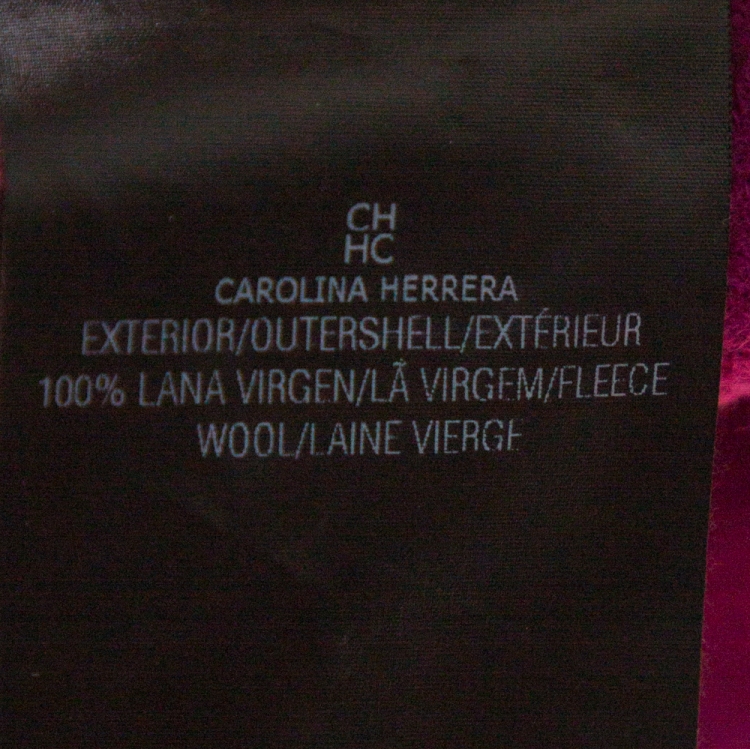 CH
HC
CAROLINA HERRERA
EXTERIOR/OUTERSHELL/EXTÉRIEUR
100% LANA VIRGEN/LÃ VIRGEM/FLEECE
WOOL/LAINE VIERGE